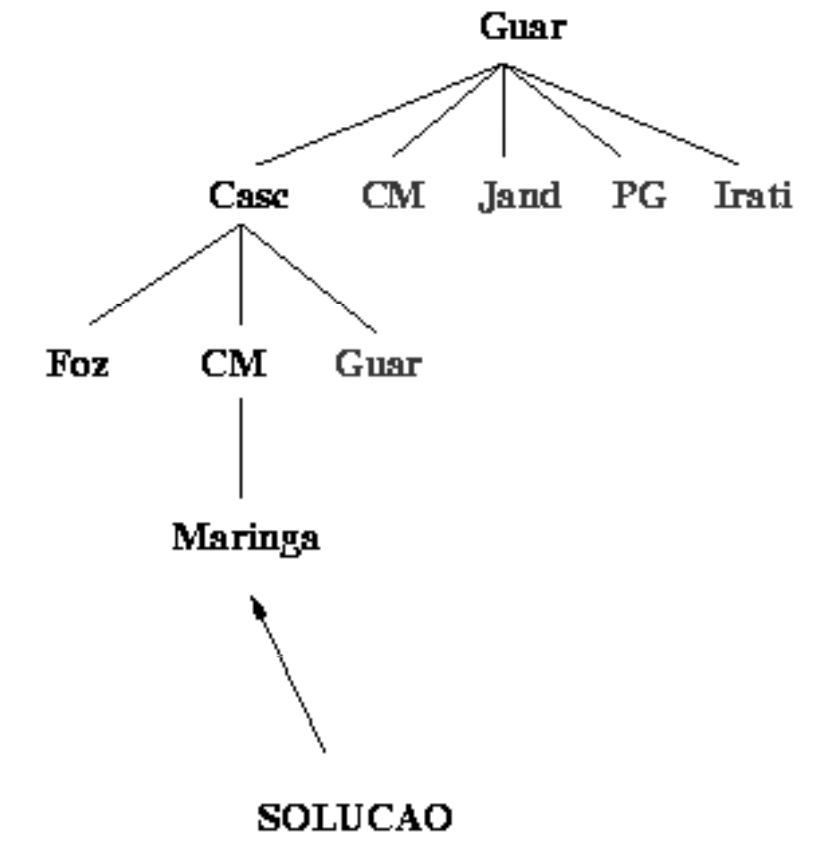 Guar
Casc CM Jand PG Irati
Foz CM Guar
Maringa
SOLUCAO